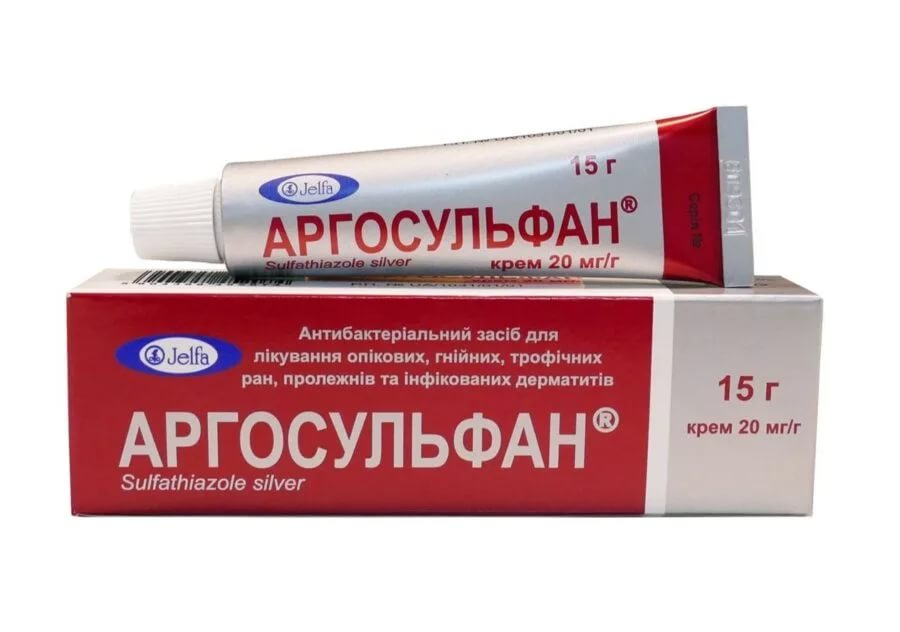 15 г
Jelfa
АРГОСУЛЬФАН®
Sulfathiazole silver
крем 20 мг/г
Серія №
Jelfa
Антибактеріальний засіб для
лікування опікових, гнійних, трофічних
ран, пролежнів та інфікованих дерматитів
АРГОСУЛЬФАН®
Sulfathiazole silver
15 г
крем 20 мг/г